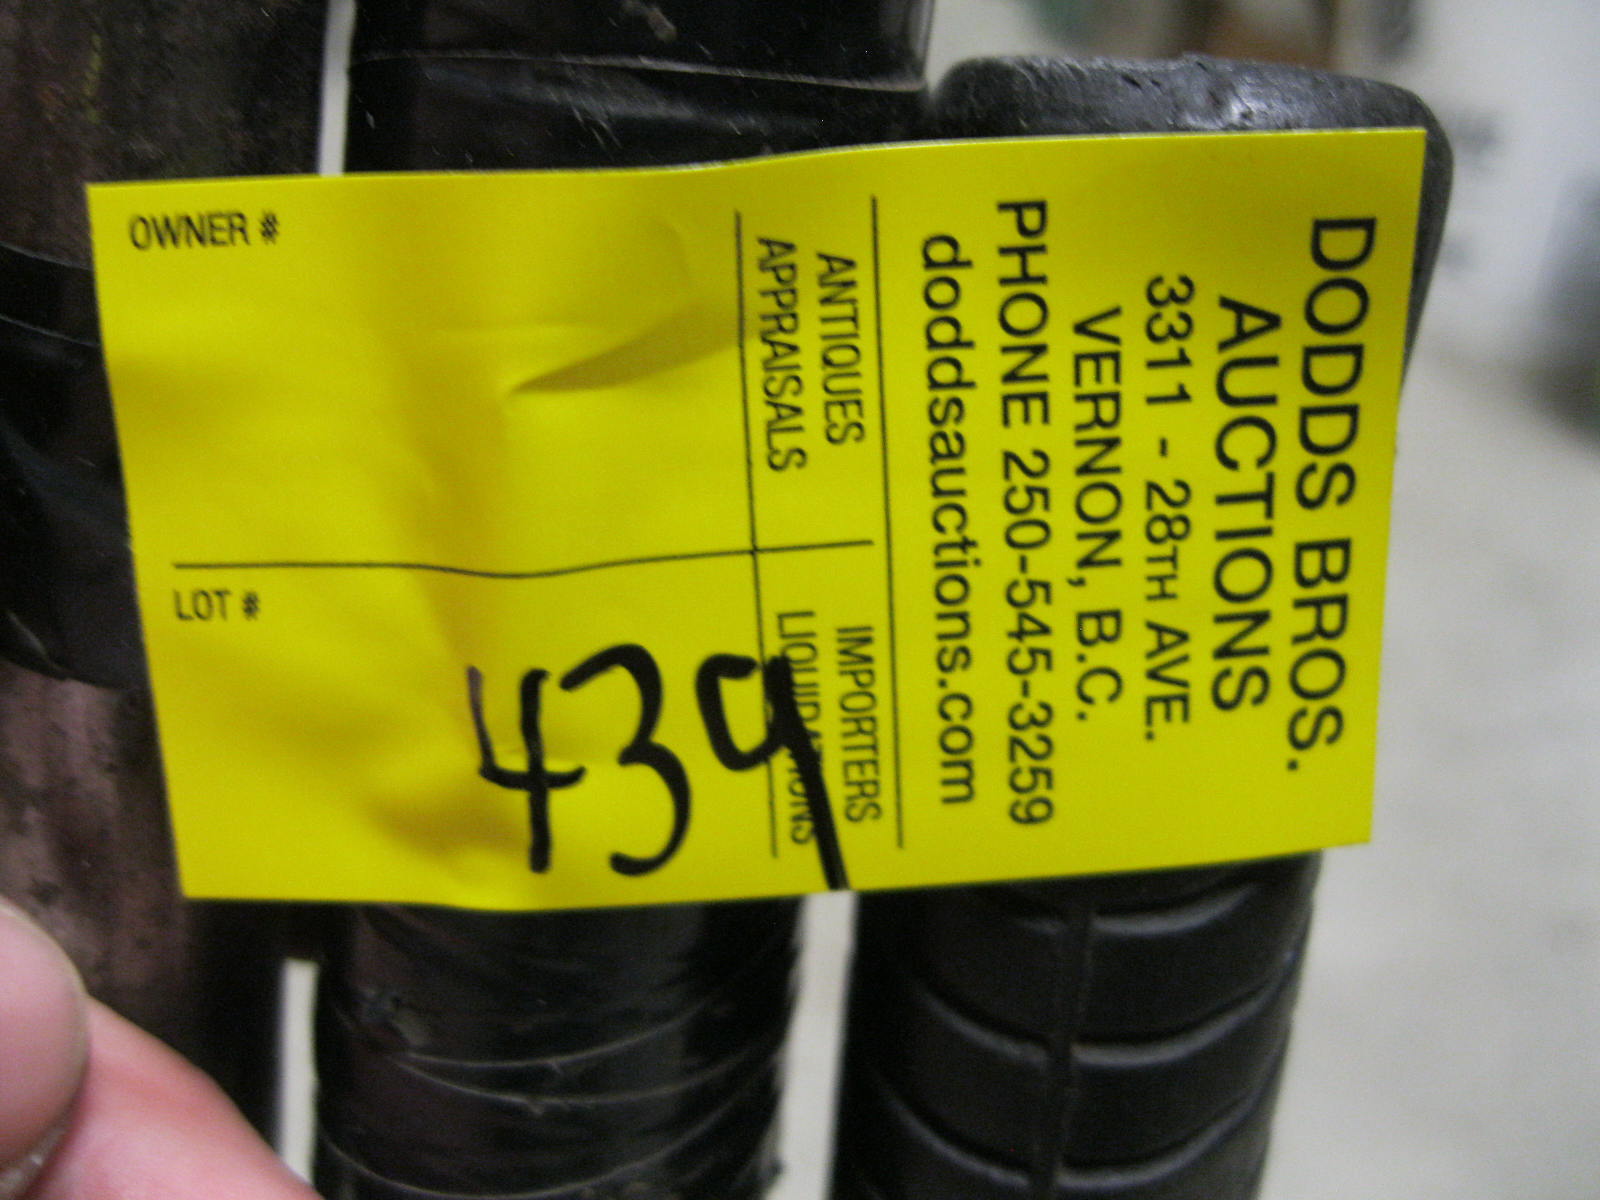 DODDS BROS.
AUCTIONS
3311 - 28TH AVE.
VERNON, B.C.
PHONE 250-545-3259
doddsauctions.com
ANTIQUES
APPRAISALS
IMPORTERS
LIQUIDATIONS
OWNER #
LOT #
439